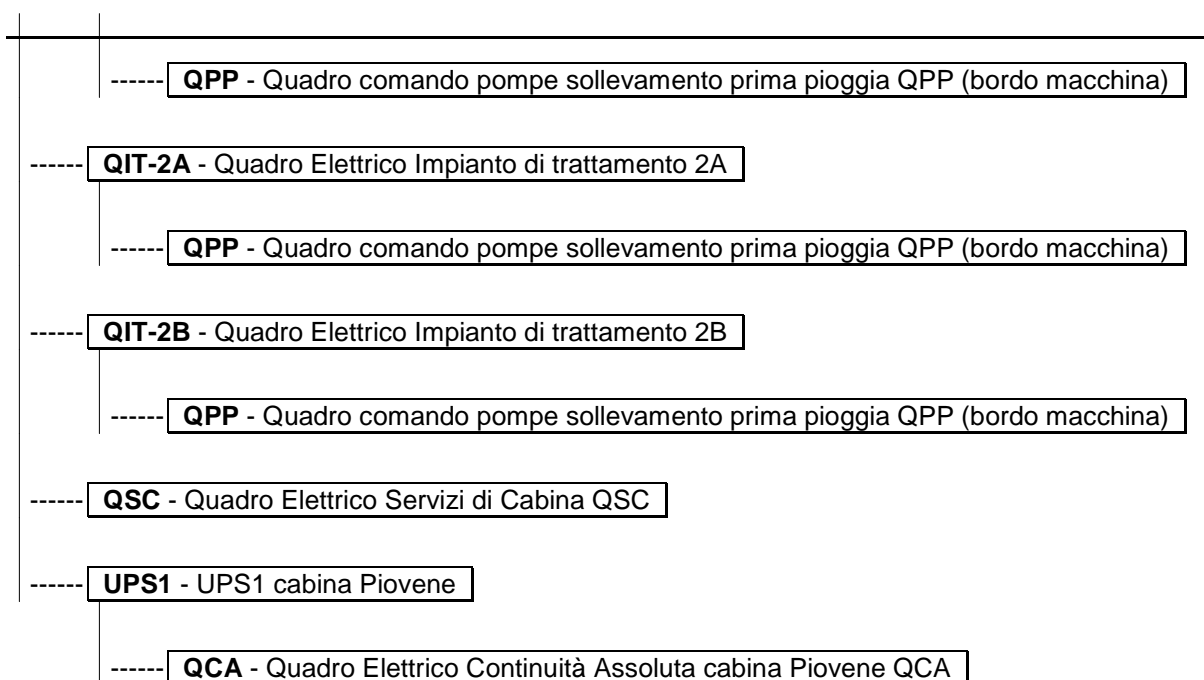 ------ QPP - Quadro comando pompe sollevamento prima pioggia QPP (bordo macchina)
------ QIT-2A - Quadro Elettrico Impianto di trattamento 2A
------ QPP - Quadro comando pompe sollevamento prima pioggia QPP (bordo macchina)
------ QIT-2B - Quadro Elettrico Impianto di trattamento 2B
------ QPP - Quadro comando pompe sollevamento prima pioggia QPP (bordo macchina)
------ QSC - Quadro Elettrico Servizi di Cabina QSC
------ UPS1 - UPS1 cabina Piovene
------ QCA - Quadro Elettrico Continuità Assoluta cabina Piovene QCA